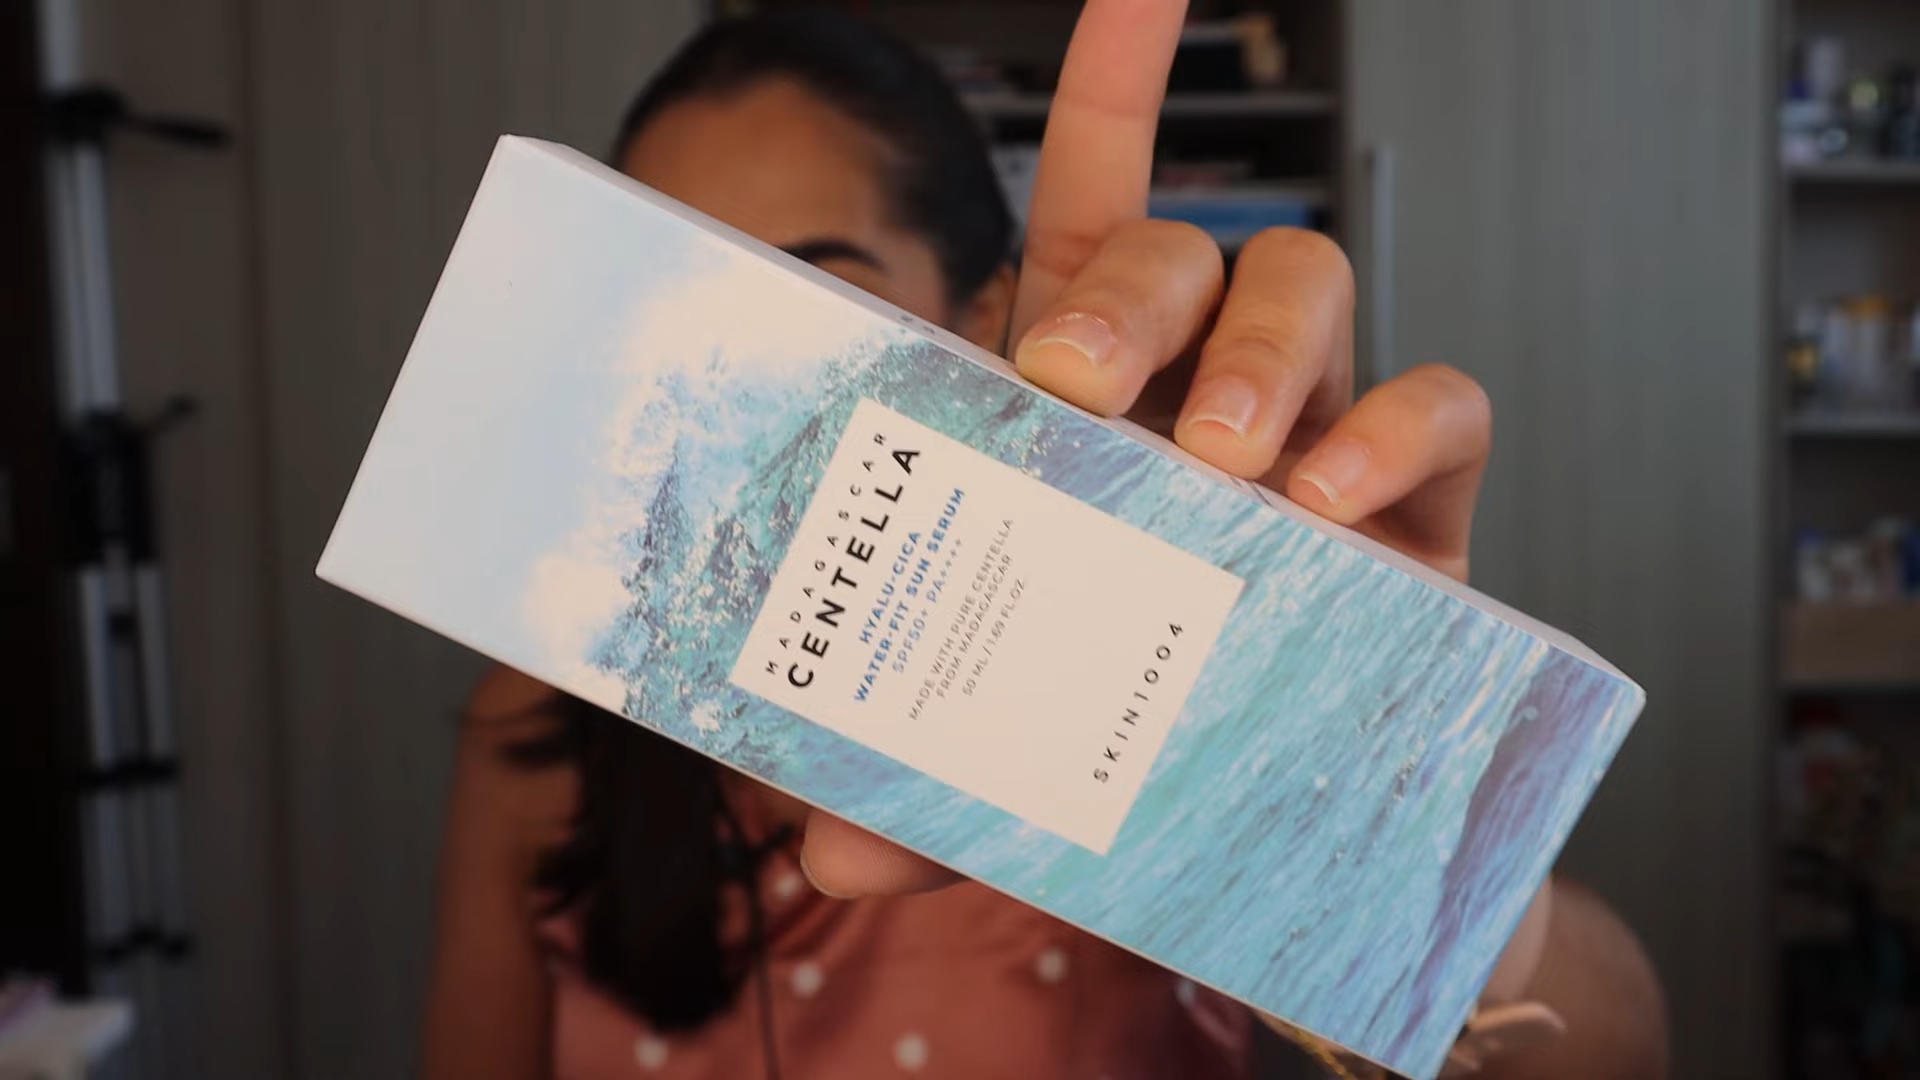 MADAGASCAR
CENTELLA
HYALU-CICA
WATER-FIT SUN SERUM
SPF50+ PA++++
MADE WITH PURE CENTELLA
FROM MADAGASCAR
50 ML / 1.69 FL.OZ
SKIN1004